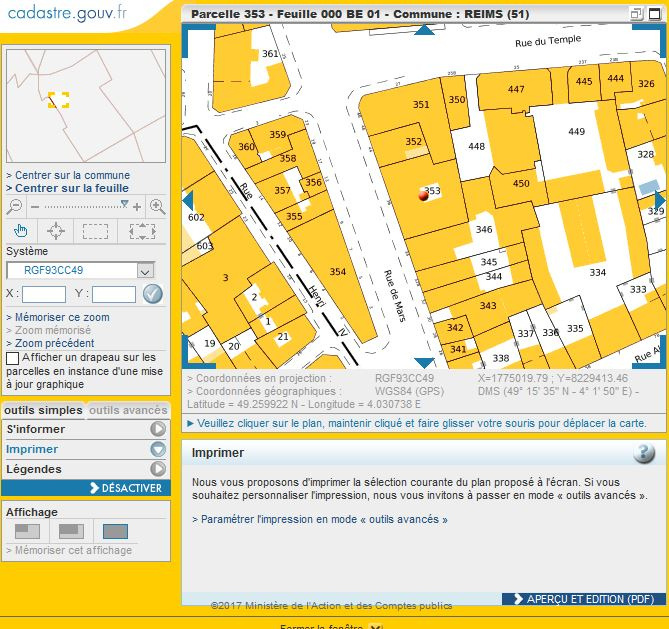 cadastre.gouv.fr
Parcelle 353 - Feuille 000 BE 01 - Commune : REIMS (51)
> Centrer sur la commune
> Centrer sur la feuille
Système
RGF93CC49
X : Y :
> Mémoriser ce zoom
> Zoom mémorisé
> Zoom précédent
Afficher un drapeau sur les
parcelles en instance d'une mise
à jour graphique
outils simples outils avancés
S'informer
Imprimer
Légendes
DÉSACTIVER
Affichage
> Mémoriser cet affichage
Rue du Temple
361
351
350
447
445
444
326
359
360
358
352
448
449
328
357
356
353
450
355
602
603
329
346
3
354
345
344
334
333
2
343
1
21
342
337
336
335
19
20
341
338
Rue
Henri
IV
Rue de Mars
> Coordonnées en projection : RGF93CC49 X=1775019.79 ; Y=8229413.46
> Coordonnées géographiques : WGS84 (GPS) DMS (49° 15' 35'' N - 4° 1' 50'' E) -
Latitude = 49.259922 N - Longitude = 4.030738 E
Veuillez cliquer sur le plan, maintenir cliqué et faire glisser votre souris pour déplacer la carte.
Imprimer
?
Nous vous proposons d'imprimer la sélection courante du plan proposé à l'écran. Si vous
souhaitez personnaliser l'impression, nous vous invitons à passer en mode « outils avancés ».
> Paramétrer l'impression en mode « outils avancés »
APERÇU ET EDITION (PDF)
©2017 Ministère de l'Action et des Comptes publics
Fermer la fenêtre